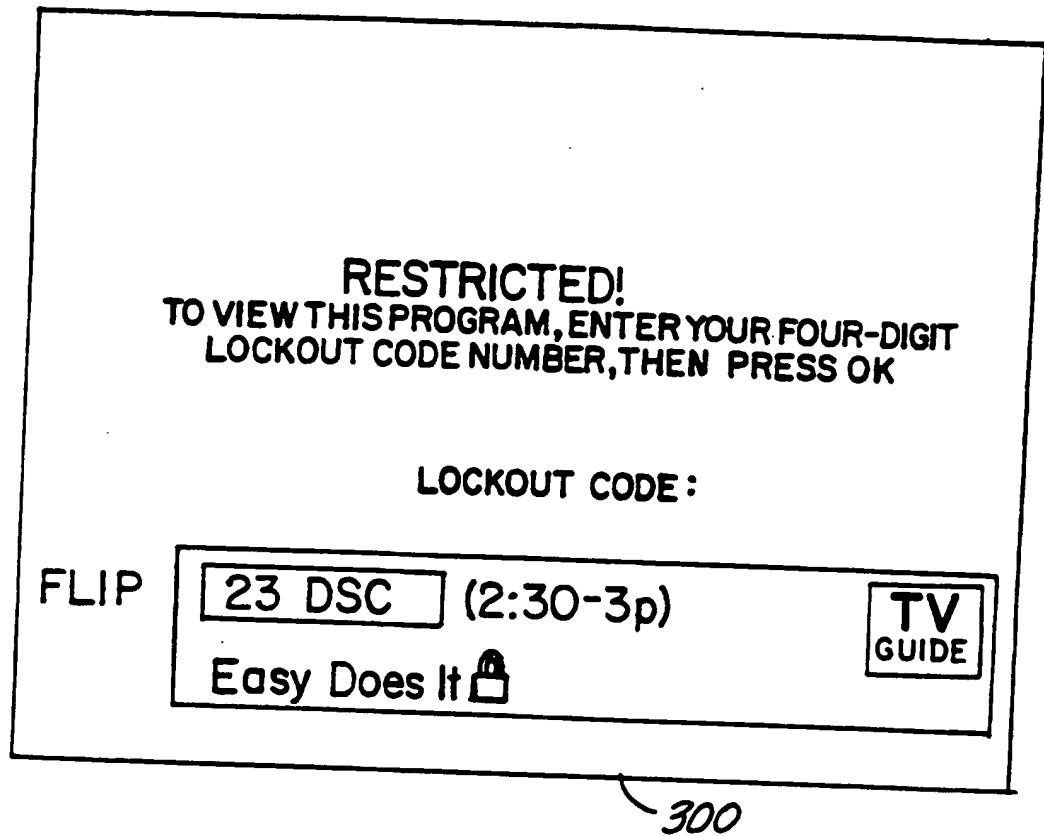 RESTRICTED!
TO VIEW THIS PROGRAM, ENTER YOUR FOUR-DIGIT
LOCKOUT CODE NUMBER, THEN PRESS OK
LOCKOUT CODE:
FLIP
23 DSC (2:30-3p)
TV
GUIDE
Easy Does It
300